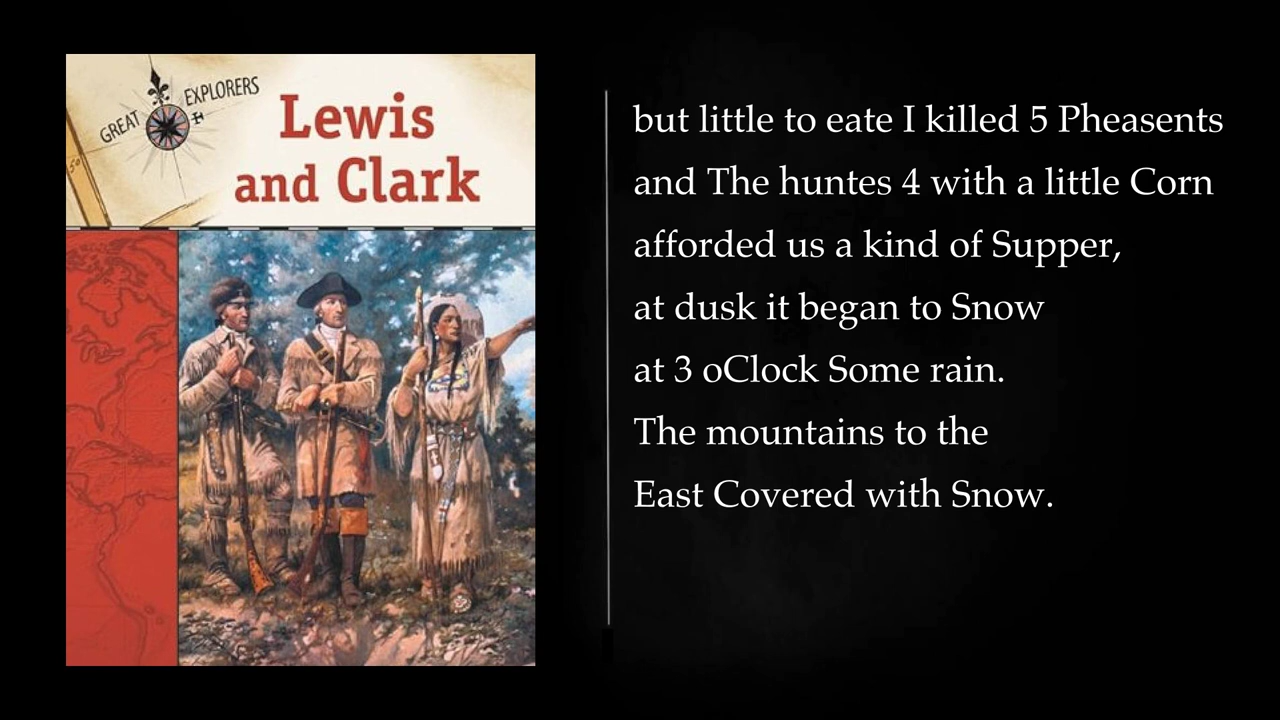 GREAT EXPLORERS
Lewis
and Clark
50
but little to eate I killed 5 Pheasents
and The huntes 4 with a little Corn
afforded us a kind of Supper,
at dusk it began to Snow
at 3 oClock Some rain.
The mountains to the
East Covered with Snow.